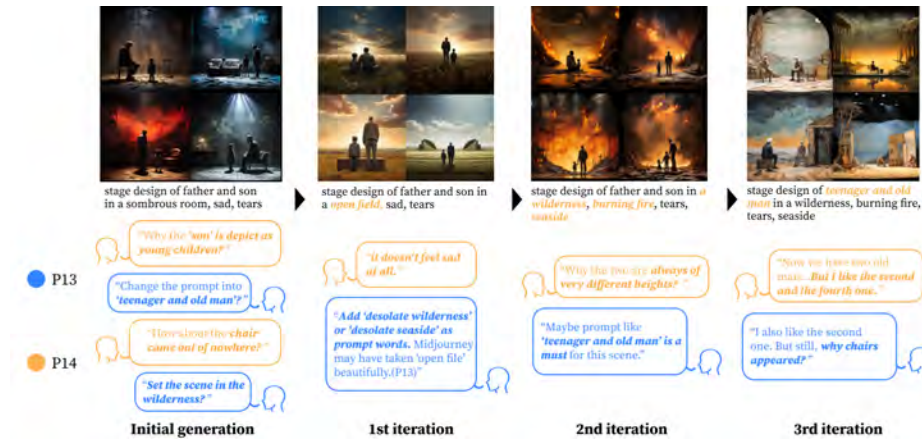 stage design of father and son
in a sombrous room, sad, tears
stage design of father and son in
a open field, sad, tears
stage design of father and son in a
wilderness, burning fire, tears,
seaside
stage design of teenager and old
man in a wilderness, burning fire,
tears, seaside
P13
P14
"Why the 'son' is depict as
young children?"
"Change the prompt into
'teenager and old man'?"
"How about the chair
came out of nowhere?"
"Set the scene in the
wilderness?"
"it doesn't feel sad
at all."
"Add 'desolate wilderness'
or 'desolate seaside' as
prompt words. Midjourney
may have taken 'open file'
beautifully.(P13)"
"Why the two are always of
very different heights?"
"Maybe prompt like
'teenager and old man' is a
must for this scene."
"Now we have two old
man...But i like the second
and the fourth one."
"I also like the second
one. But still, why chairs
appeared?"
Initial generation
1st iteration
2nd iteration
3rd iteration